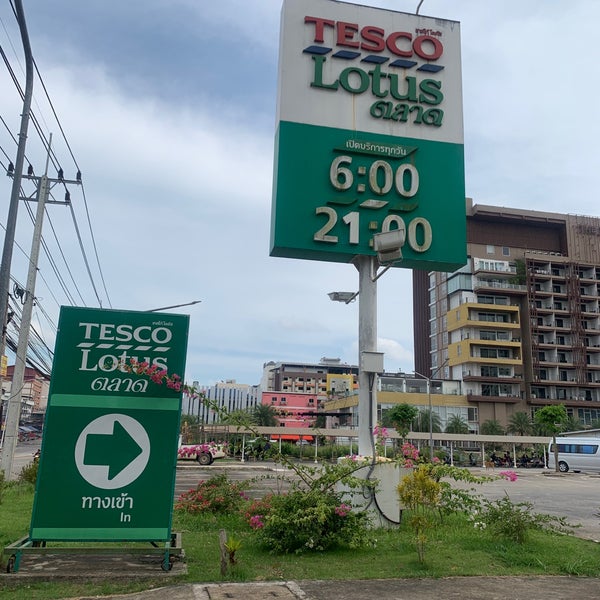 TESCO
Lotus
ตลาด
เปิดบริการทุกวัน
6:00
21:00
TESCO
Lotus
ตลาด
ทางเข้า
In